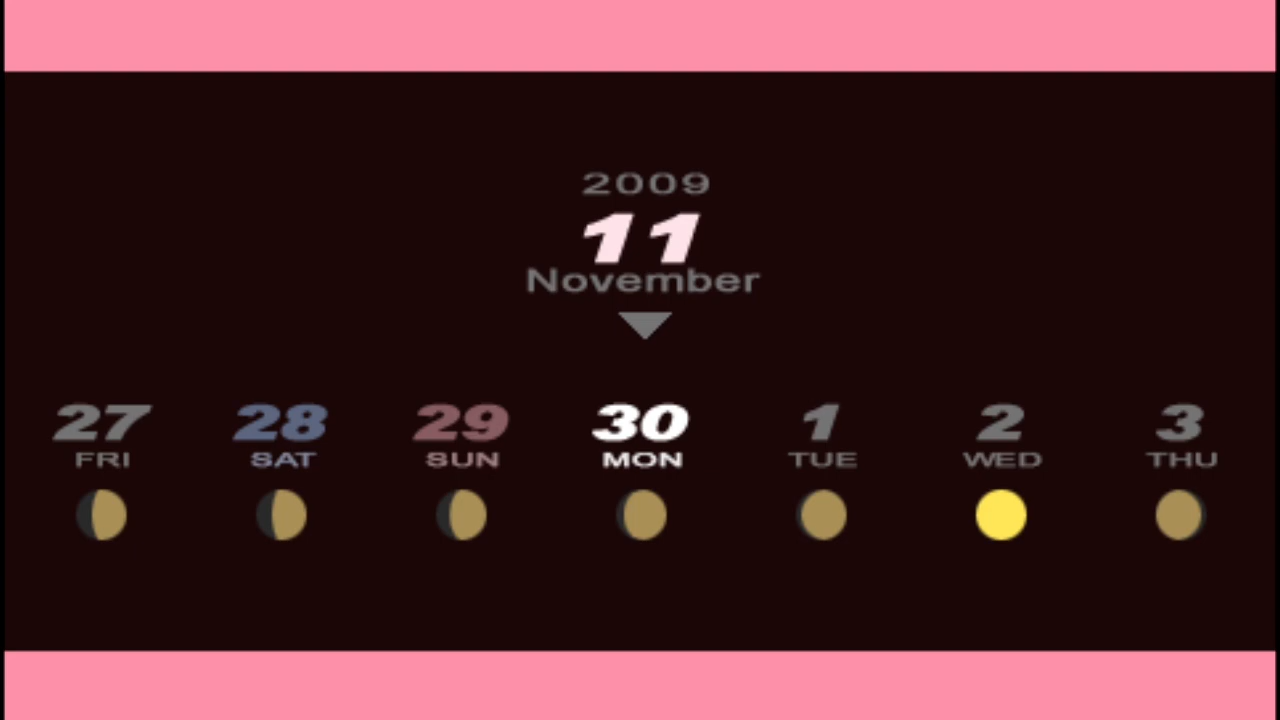 2009
11
November
27 28 29 30 1 2 3
FRI SAT SUN MON TUE WED THU